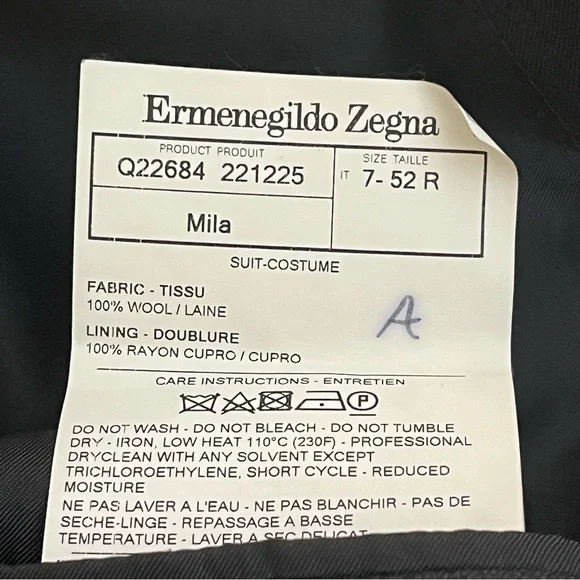 Ermenegildo Zegna
PRODUCT PRODUIT
Q22684 221225
SIZE TAILLE
IT 7- 52 R
Mila
SUIT-COSTUME
FABRIC - TISSU
100% WOOL / LAINE
A
LINING - DOUBLURE
100% RAYON CUPRO / CUPRO
CARE INSTRUCTIONS - ENTRETIEN
P
DO NOT WASH - DO NOT BLEACH - DO NOT TUMBLE
DRY - IRON, LOW HEAT 110°C (230F) - PROFESSIONAL
DRYCLEAN WITH ANY SOLVENT EXCEPT
TRICHLOROETHYLENE, SHORT CYCLE - REDUCED
MOISTURE
NE PAS LAVER A L'EAU - NE PAS BLANCHIR - PAS DE
SECHE-LINGE - REPASSAGE A BASSE
TEMPERATURE - LAVER A SEC DELICAT